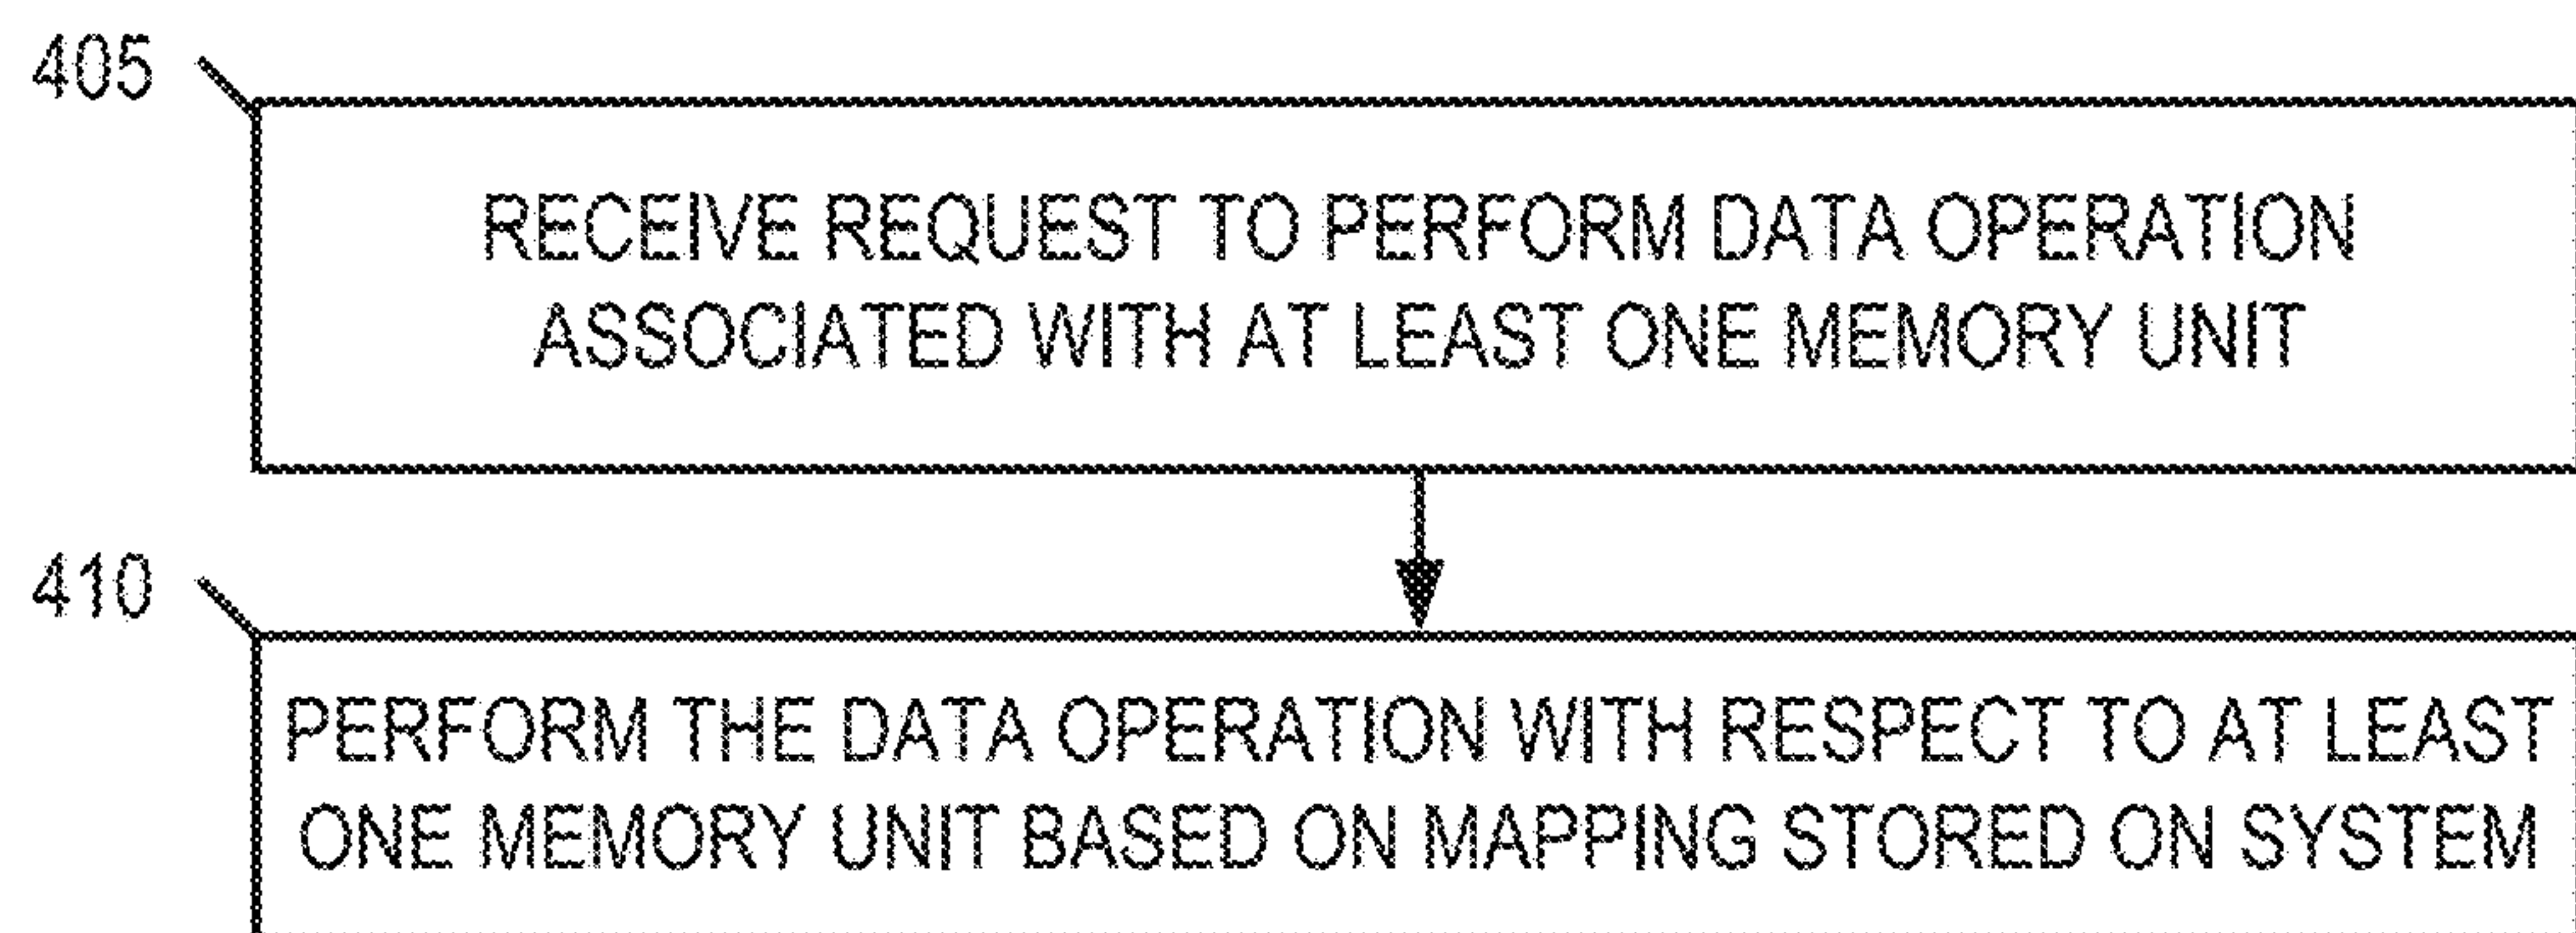 405
RECEIVE REQUEST TO PERFORM DATA OPERATION
ASSOCIATED WITH AT LEAST ONE MEMORY UNIT
410
PERFORM THE DATA OPERATION WITH RESPECT TO AT LEAST
ONE MEMORY UNIT BASED ON MAPPING STORED ON SYSTEM